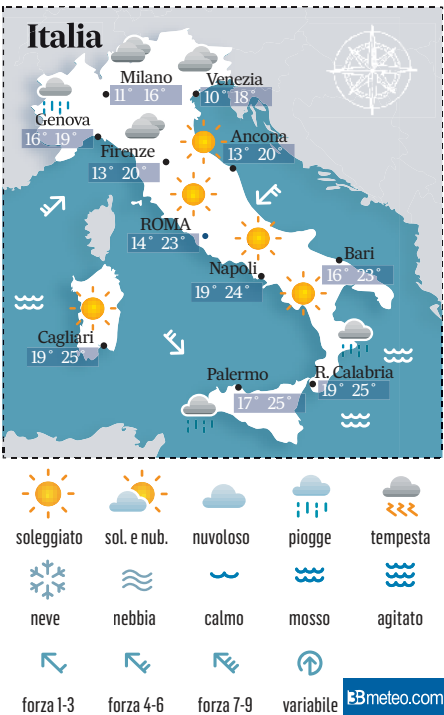 Italia
Milano
11° 16°
Venezia
10° 18°
Genova
16° 19°
Firenze
13° 20°
Ancona
13° 20°
ROMA
14° 23°
Napoli
19° 24°
Bari
16° 23°
Cagliari
19° 25°
Palermo
17° 25°
R. Calabria
19° 25°
soleggiato sol. e nub. nuvoloso piogge tempesta
neve nebbia calmo mosso agitato
forza 1-3 forza 4-6 forza 7-9 variabile
3Bmeteo.com